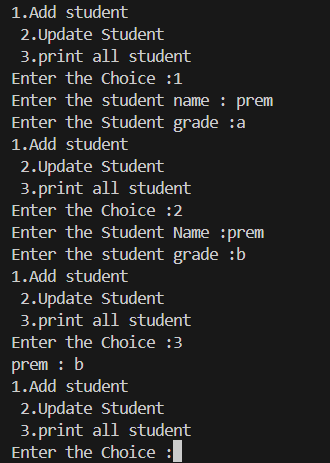 1.Add student
 2.Update Student
 3.print all student
Enter the Choice :1
Enter the student name : prem
Enter the Student grade :a
1.Add student
 2.Update Student
 3.print all student
Enter the Choice :2
Enter the Student Name :prem
Enter the student grade :b
1.Add student
 2.Update Student
 3.print all student
Enter the Choice :3
prem : b
1.Add student
 2.Update Student
 3.print all student
Enter the Choice :